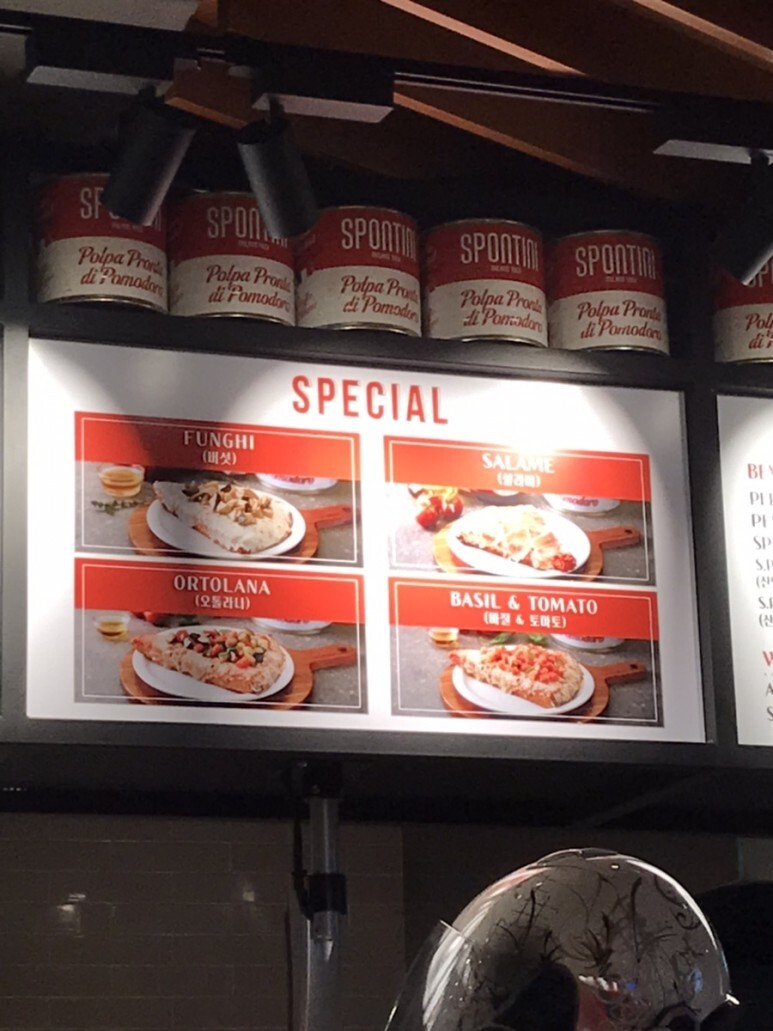 SPONTINI
Polpa Pronta
di Pomodoro
SPONTINI
Polpa Pronta
di Pomodoro
SPONTINI
Polpa Pronta
di Pomodoro
SPONTINI
Polpa Pronta
di Pomodoro
SPECIAL
FUNGHI
(버섯)
SALAME
(살라메)
ORTOLANA
(오톨라나)
BASIL & TOMATO
(바질 & 토마토)